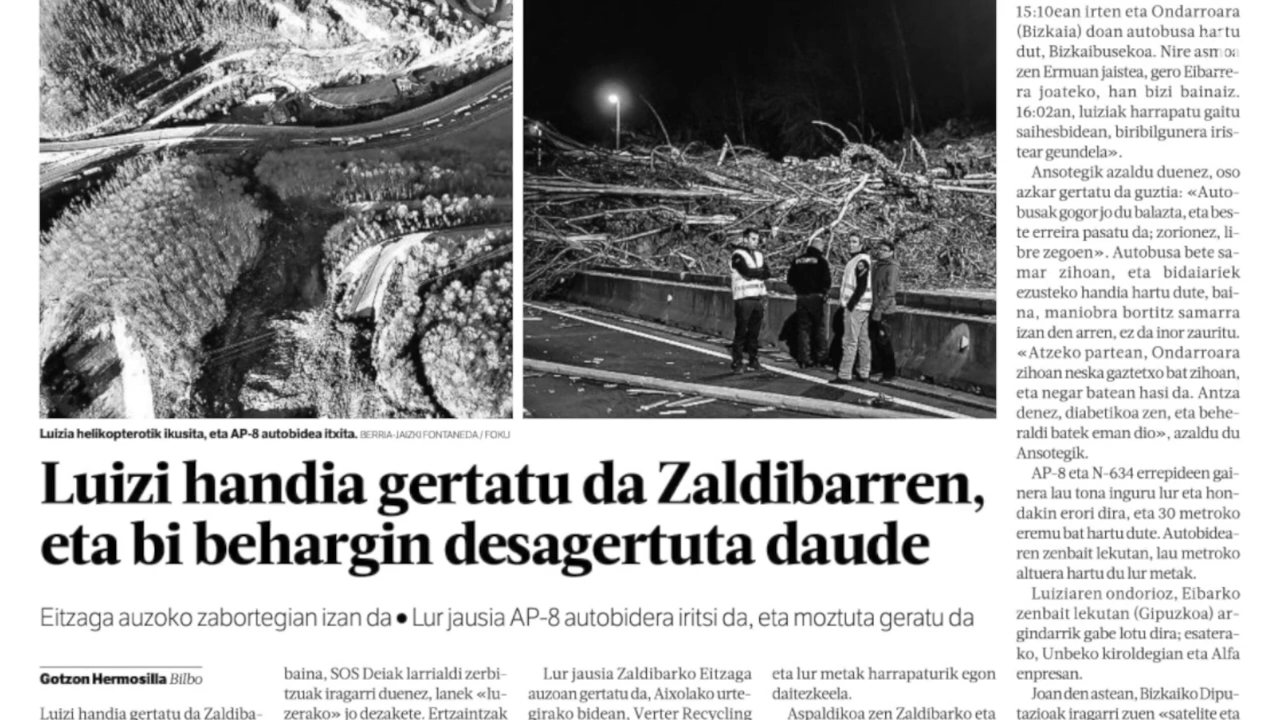 Luizia helikopterotik ikusita, eta AP-8 autobidea itxita. BERRIA-JAIZKI FONTANEDA / FOKU
Luizi handia gertatu da Zaldibarren,
eta bi behargin desagertuta daude
Eitzaga auzoko zabortegian izan da ● Lur jausia AP-8 autobidera iritsi da, eta moztuta geratu da
Gotzon Hermosilla Bilbo
Luizi handia gertatu da Zaldiba-
baina, SOS Deiak larrialdi zerbi-
tzuak iragarri duenez, lanek «lu-
zerako» jo dezakete. Ertzaintzak
Lur jausia Zaldibarko Eitzaga
auzoan gertatu da, Aixolako urte-
girako bidean, Verter Recycling
eta lur metak harrapaturik egon
daitezkeela.
Aspaldikoa zen Zaldibarko eta
15:10ean irten eta Ondarroara
(Bizkaia) doan autobusa hartu
dut, Bizkaibusekoa. Nire asmoa
zen Ermuan jaistea, gero Eibarre-
ra joateko, han bizi bainaiz.
16:02an, luiziak harrapatu gaitu
saihesbidean, biribilgunera iris-
tear geundela».
Ansotegik azaldu duenez, oso
azkar gertatu da guztia: «Auto-
busak gogor jo du balazta, eta bes-
te erreira pasatu da; zorionez, li-
bre zegoen». Autobusa bete sa-
mar zihoan, eta bidaiariek
ezusteko handia hartu dute, bai-
na, maniobra bortitz samarra
izan den arren, ez da inor zauritu.
«Atzeko partean, Ondarroara
zihoan neska gaztetxo bat zihoan,
eta negar batean hasi da. Antza
denez, diabetikoa zen, eta behe-
raldi batek eman dio», azaldu du
Ansotegik.
AP-8 eta N-634 errepideen gai-
nera lau tona inguru lur eta hon-
dakin erori dira, eta 30 metroko
eremu bat hartu dute. Autobidea-
ren zenbait lekutan, lau metroko
altuera hartu du lur metak.
Luiziaren ondorioz, Eibarko
zenbait lekutan (Gipuzkoa) ar-
gindarrik gabe lotu dira; esatera-
ko, Unbeko kiroldegian eta Alfa
enpresan.
Joan den astean, Bizkaiko Dipu-
tazioak iragarri zuen «satelite eta